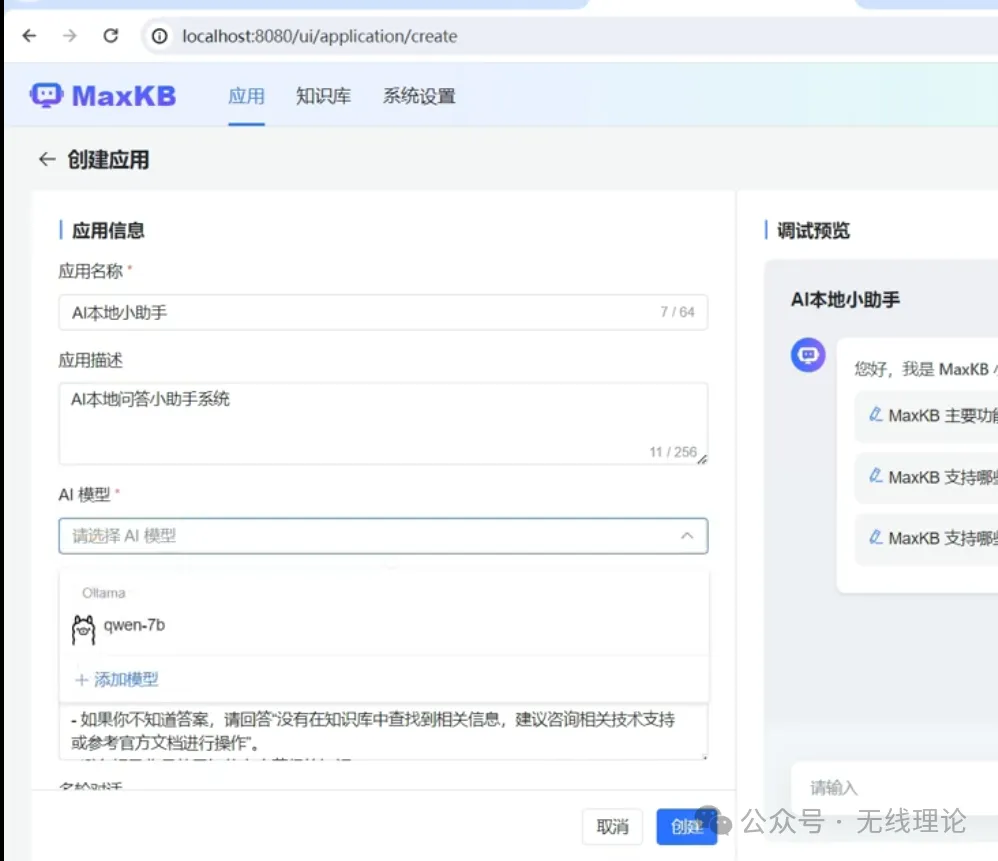 localhost:8080/ui/application/create
MaxKB 应用 知识库 系统设置
创建应用
应用信息
应用名称 *
AI本地小助手 7 / 64
应用描述
AI本地问答小助手系统
11 / 256
AI 模型 *
请选择 AI 模型
Ollama
qwen-7b
+ 添加模型
- 如果你不知道答案，请回答“没有在知识库中查找到相关信息，建议咨询相关技术支持
或参考官方文档进行操作”。
多轮对话
取消 创建
调试预览
AI本地小助手
您好，我是 MaxKB 小
MaxKB 主要功能
MaxKB 支持哪些
MaxKB 支持哪些
请输入
公众号 · 无线理论